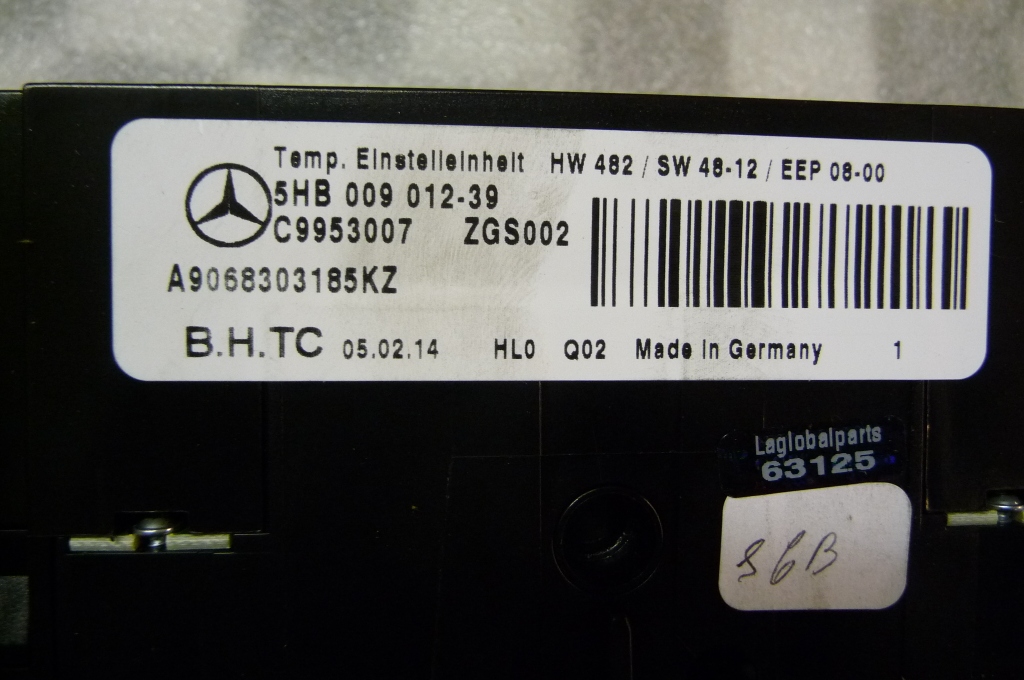 Temp. Einstelleinheit HW 482 / SW 48-12 / EEP 08-00
5HB 009 012-39
C9953007 ZGS002
A9068303185KZ
B.H.TC 05.02.14 HL0 Q02 Made in Germany 1
Laglobalparts
63125